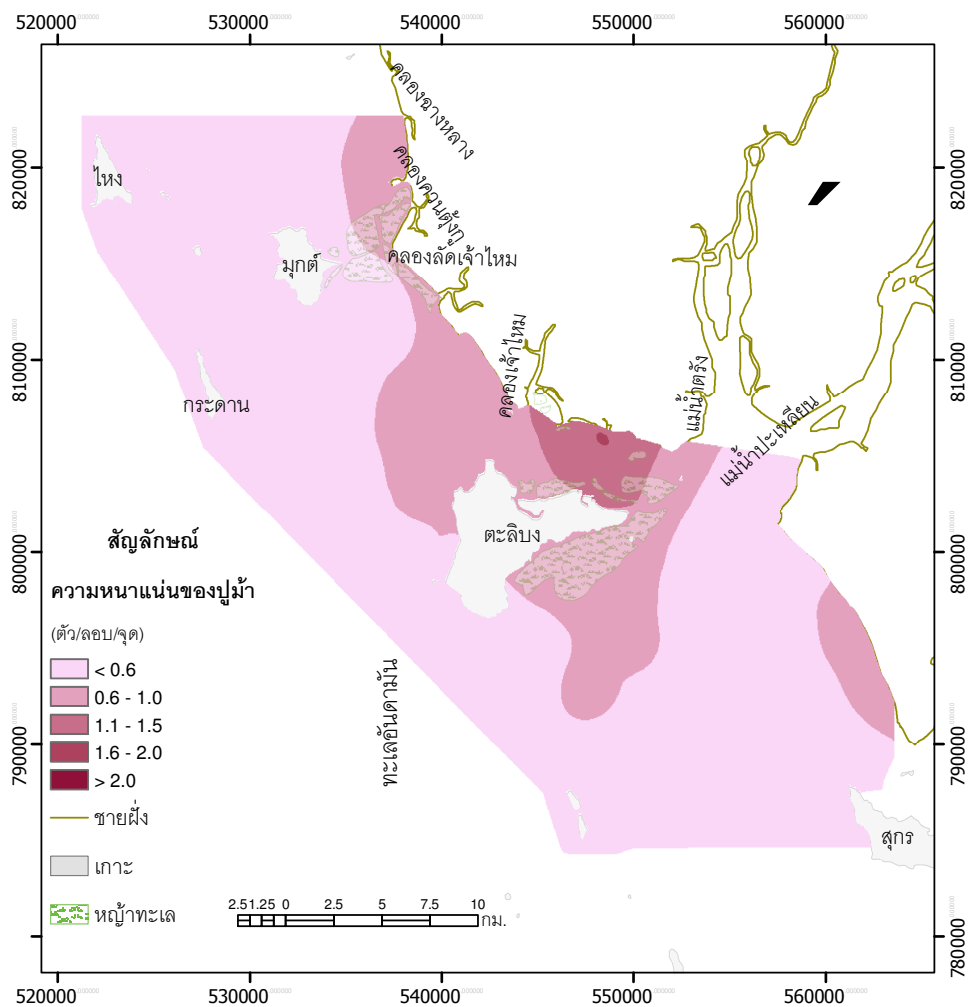 520000
530000
540000
550000
560000
820000
810000
800000
790000
780000
820000
810000
800000
790000
780000
คลองฉางหลาง
คลองควนตุ้งกู
คลองลัดเจ้าไหม
คลองเจ้าไหม
แม่น้ำตรัง
แม่น้ำปะเหลียน
ไหง
มุกต์
กระดาน
ตะลิบง
สุกร
ทะเลอันดามัน
สัญลักษณ์
ความหนาแน่นของปูม้า
(ตัว/ลอบ/จุด)
< 0.6
0.6 - 1.0
1.1 - 1.5
1.6 - 2.0
> 2.0
ชายฝั่ง
เกาะ
หญ้าทะเล
2.5 1.25 0 2.5 5 7.5 10
กม.
520000
530000
540000
550000
560000